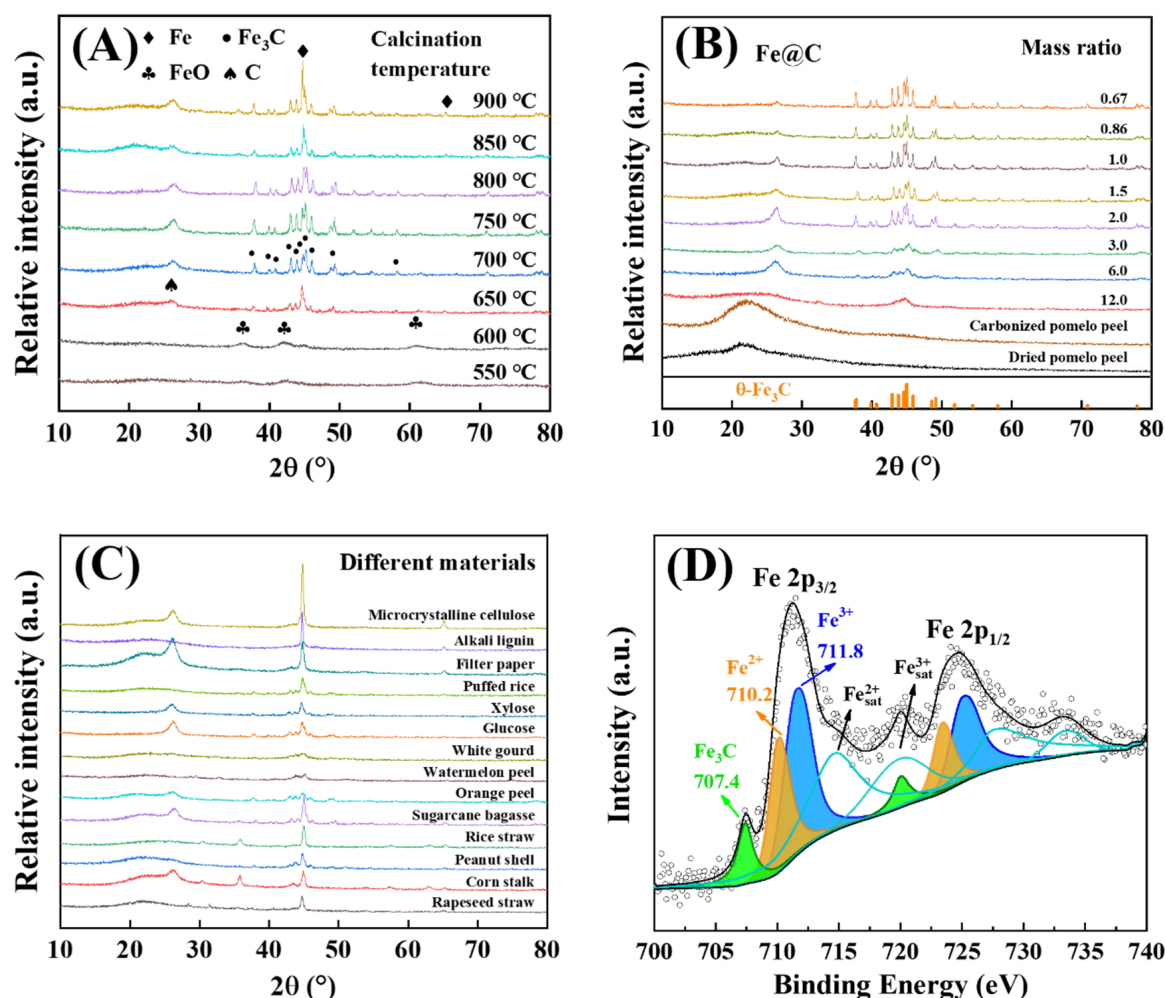 (A)
♦ Fe • Fe₃C
♣ FeO ♠ C
Calcination
temperature
900 °C
850 °C
800 °C
750 °C
700 °C
650 °C
600 °C
550 °C
10 20 30 40 50 60 70 80
2θ (°)
Relative intensity (a.u.)
(B)
Fe@C
Mass ratio
0.67
0.86
1.0
1.5
2.0
3.0
6.0
12.0
Carbonized pomelo peel
Dried pomelo peel
θ-Fe₃C
10 20 30 40 50 60 70 80
2θ (°)
Relative intensity (a.u.)
(C)
Different materials
Microcrystalline cellulose
Alkali lignin
Filter paper
Puffed rice
Xylose
Glucose
White gourd
Watermelon peel
Orange peel
Sugarcane bagasse
Rice straw
Peanut shell
Corn stalk
Rapeseed straw
10 20 30 40 50 60 70 80
2θ (°)
Relative intensity (a.u.)
(D)
Fe 2p₃/₂
Fe³⁺
711.8
Fe²⁺
710.2
Fe₃C
707.4
Fe²⁺sat
Fe³⁺sat
Fe 2p₁/₂
700 705 710 715 720 725 730 735 740
Binding Energy (eV)
Intensity (a.u.)